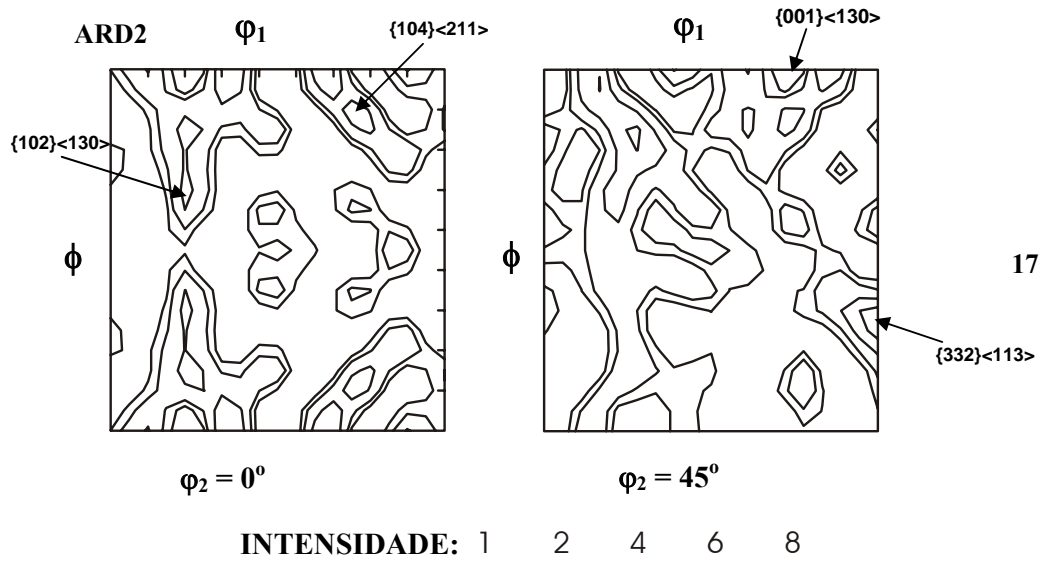 ARD2 φ1 {104}<211> φ1 {001}<130>
{102}<130>
ϕ ϕ 17
{332}<113>
φ2 = 0º φ2 = 45º
INTENSIDADE: 1 2 4 6 8